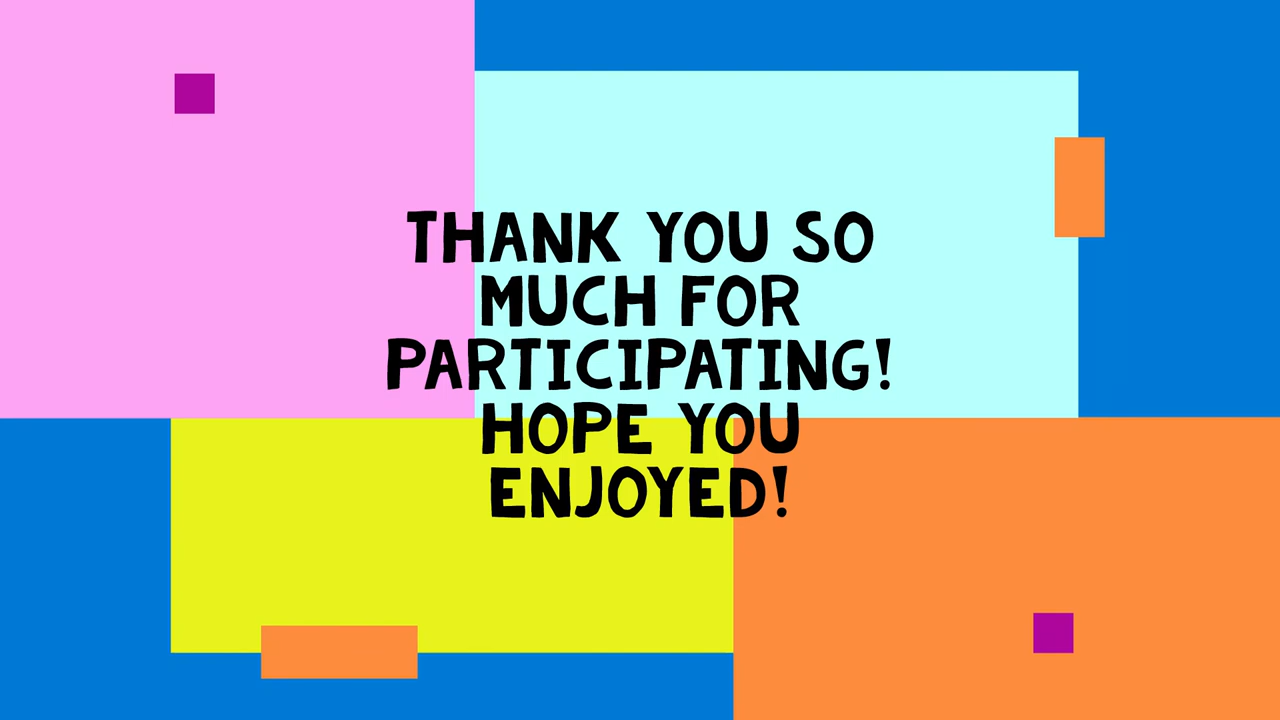 THANK YOU SO
MUCH FOR
PARTICIPATING!
HOPE YOU
ENJOYED!